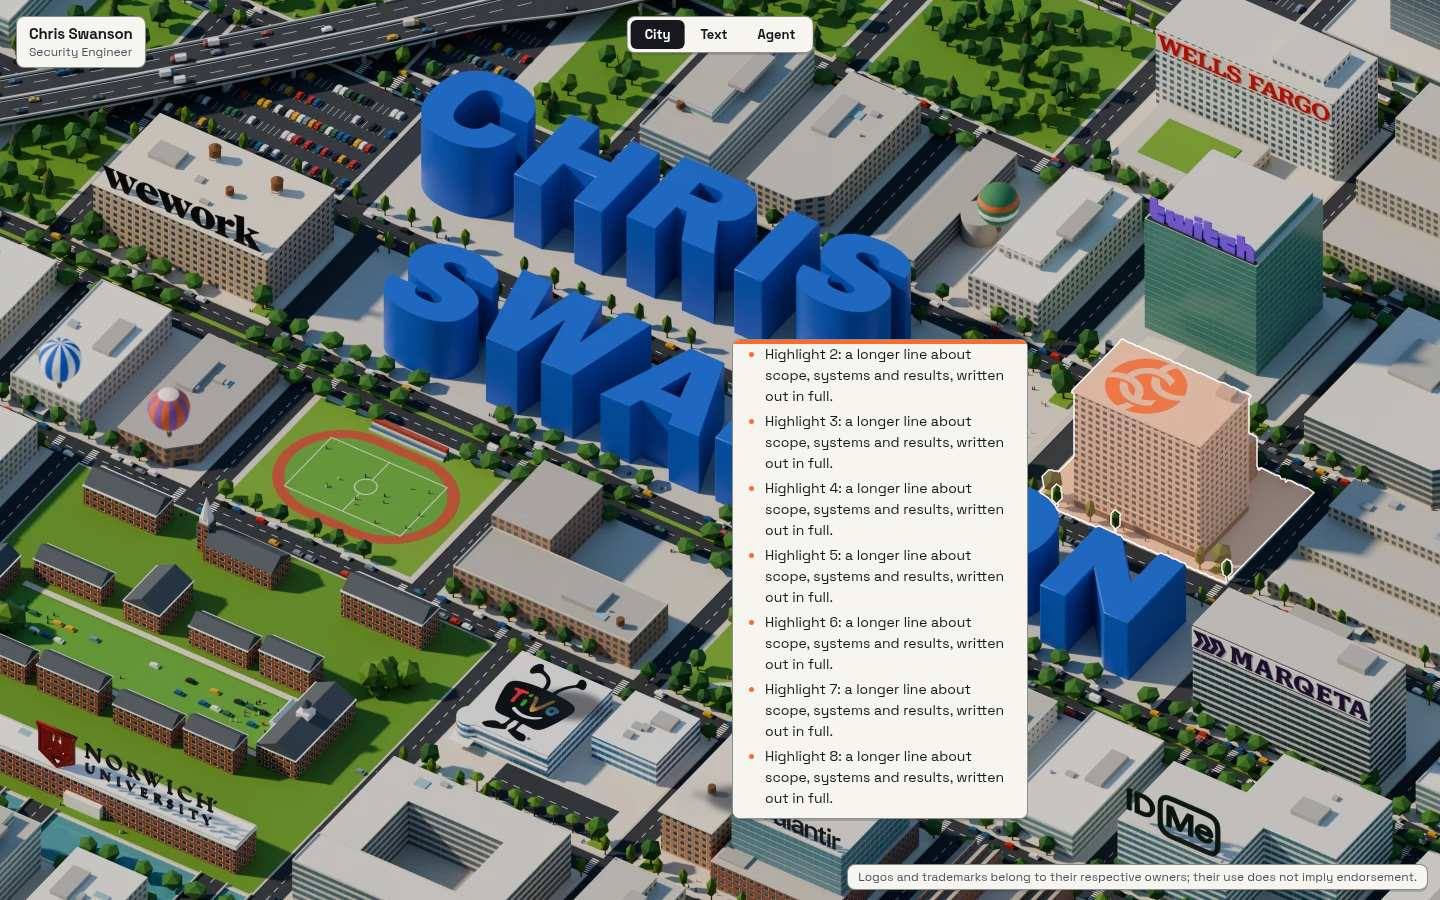 Chris Swanson
Security Engineer
City
Text
Agent
WELLS FARGO
CHRIS
wework
twitch
SWA
Highlight 2: a longer line about
scope, systems and results, written
out in full.
Highlight 3: a longer line about
scope, systems and results, written
out in full.
Highlight 4: a longer line about
scope, systems and results, written
out in full.
Highlight 5: a longer line about
scope, systems and results, written
out in full.
Highlight 6: a longer line about
scope, systems and results, written
out in full.
Highlight 7: a longer line about
scope, systems and results, written
out in full.
Highlight 8: a longer line about
scope, systems and results, written
out in full.
N
MARQETA
TiVo
NORWICH
UNIVERSITY
ID Me
alantir
Logos and trademarks belong to their respective owners; their use does not imply endorsement.